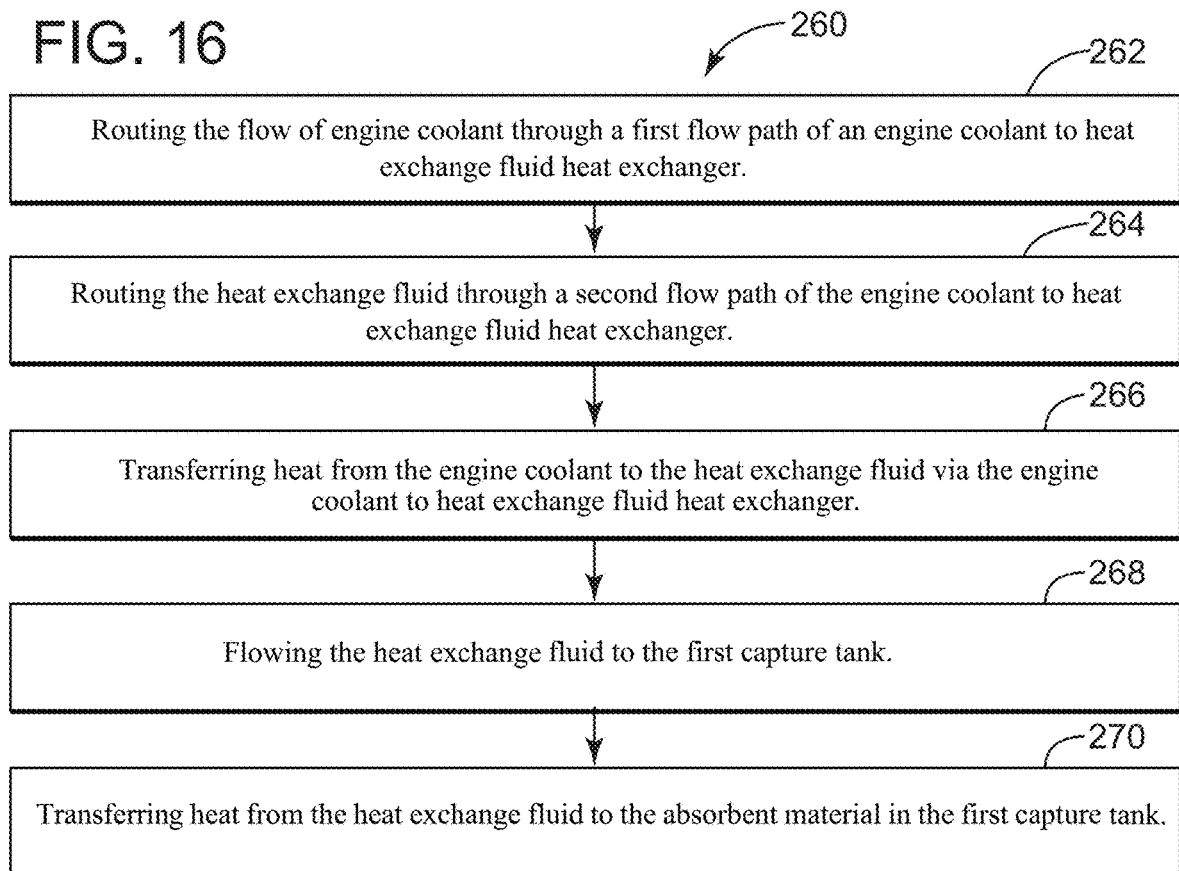 FIG. 16
260
262
Routing the flow of engine coolant through a first flow path of an engine coolant to heat
exchange fluid heat exchanger.
264
Routing the heat exchange fluid through a second flow path of the engine coolant to heat
exchange fluid heat exchanger.
266
Transferring heat from the engine coolant to the heat exchange fluid via the engine
coolant to heat exchange fluid heat exchanger.
268
Flowing the heat exchange fluid to the first capture tank.
270
Transferring heat from the heat exchange fluid to the absorbent material in the first capture tank.